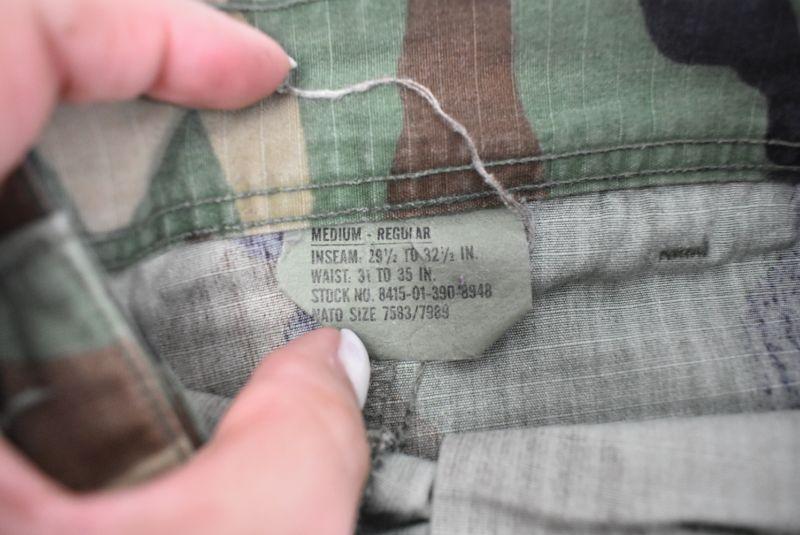 MEDIUM - REGULAR
INSEAM: 29½ TO 32½ IN.
WAIST: 31 TO 35 IN.
STOCK NO. 8415-01-390-8948
NATO SIZE 7583/7989